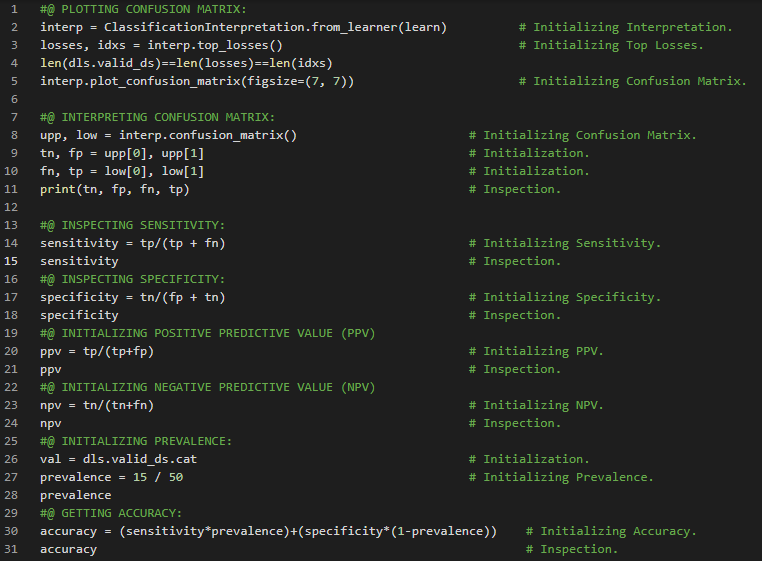 1 #@ PLOTTING CONFUSION MATRIX:
2 interp = ClassificationInterpretation.from_learner(learn) # Initializing Interpretation.
3 losses, idxs = interp.top_losses() # Initializing Top Losses.
4 len(dls.valid_ds)==len(losses)==len(idxs)
5 interp.plot_confusion_matrix(figsize=(7, 7)) # Initializing Confusion Matrix.
6
7 #@ INTERPRETING CONFUSION MATRIX:
8 upp, low = interp.confusion_matrix() # Initializing Confusion Matrix.
9 tn, fp = upp[0], upp[1] # Initialization.
10 fn, tp = low[0], low[1] # Initialization.
11 print(tn, fp, fn, tp) # Inspection.
12
13 #@ INSPECTING SENSITIVITY:
14 sensitivity = tp/(tp + fn) # Initializing Sensitivity.
15 sensitivity # Inspection.
16 #@ INSPECTING SPECIFICITY:
17 specificity = tn/(fp + tn) # Initializing Specificity.
18 specificity # Inspection.
19 #@ INITIALIZING POSITIVE PREDICTIVE VALUE (PPV)
20 ppv = tp/(tp+fp) # Initializing PPV.
21 ppv # Inspection.
22 #@ INITIALIZING NEGATIVE PREDICTIVE VALUE (NPV)
23 npv = tn/(tn+fn) # Initializing NPV.
24 npv # Inspection.
25 #@ INITIALIZING PREVALENCE:
26 val = dls.valid_ds.cat # Initialization.
27 prevalence = 15 / 50 # Initializing Prevalence.
28 prevalence
29 #@ GETTING ACCURACY:
30 accuracy = (sensitivity*prevalence)+(specificity*(1-prevalence)) # Initializing Accuracy.
31 accuracy # Inspection.